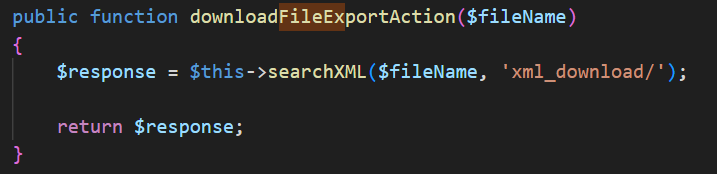 public function downloadFileExportAction($fileName)
{
    $response = $this->searchXML($fileName, 'xml_download/');

    return $response;
}